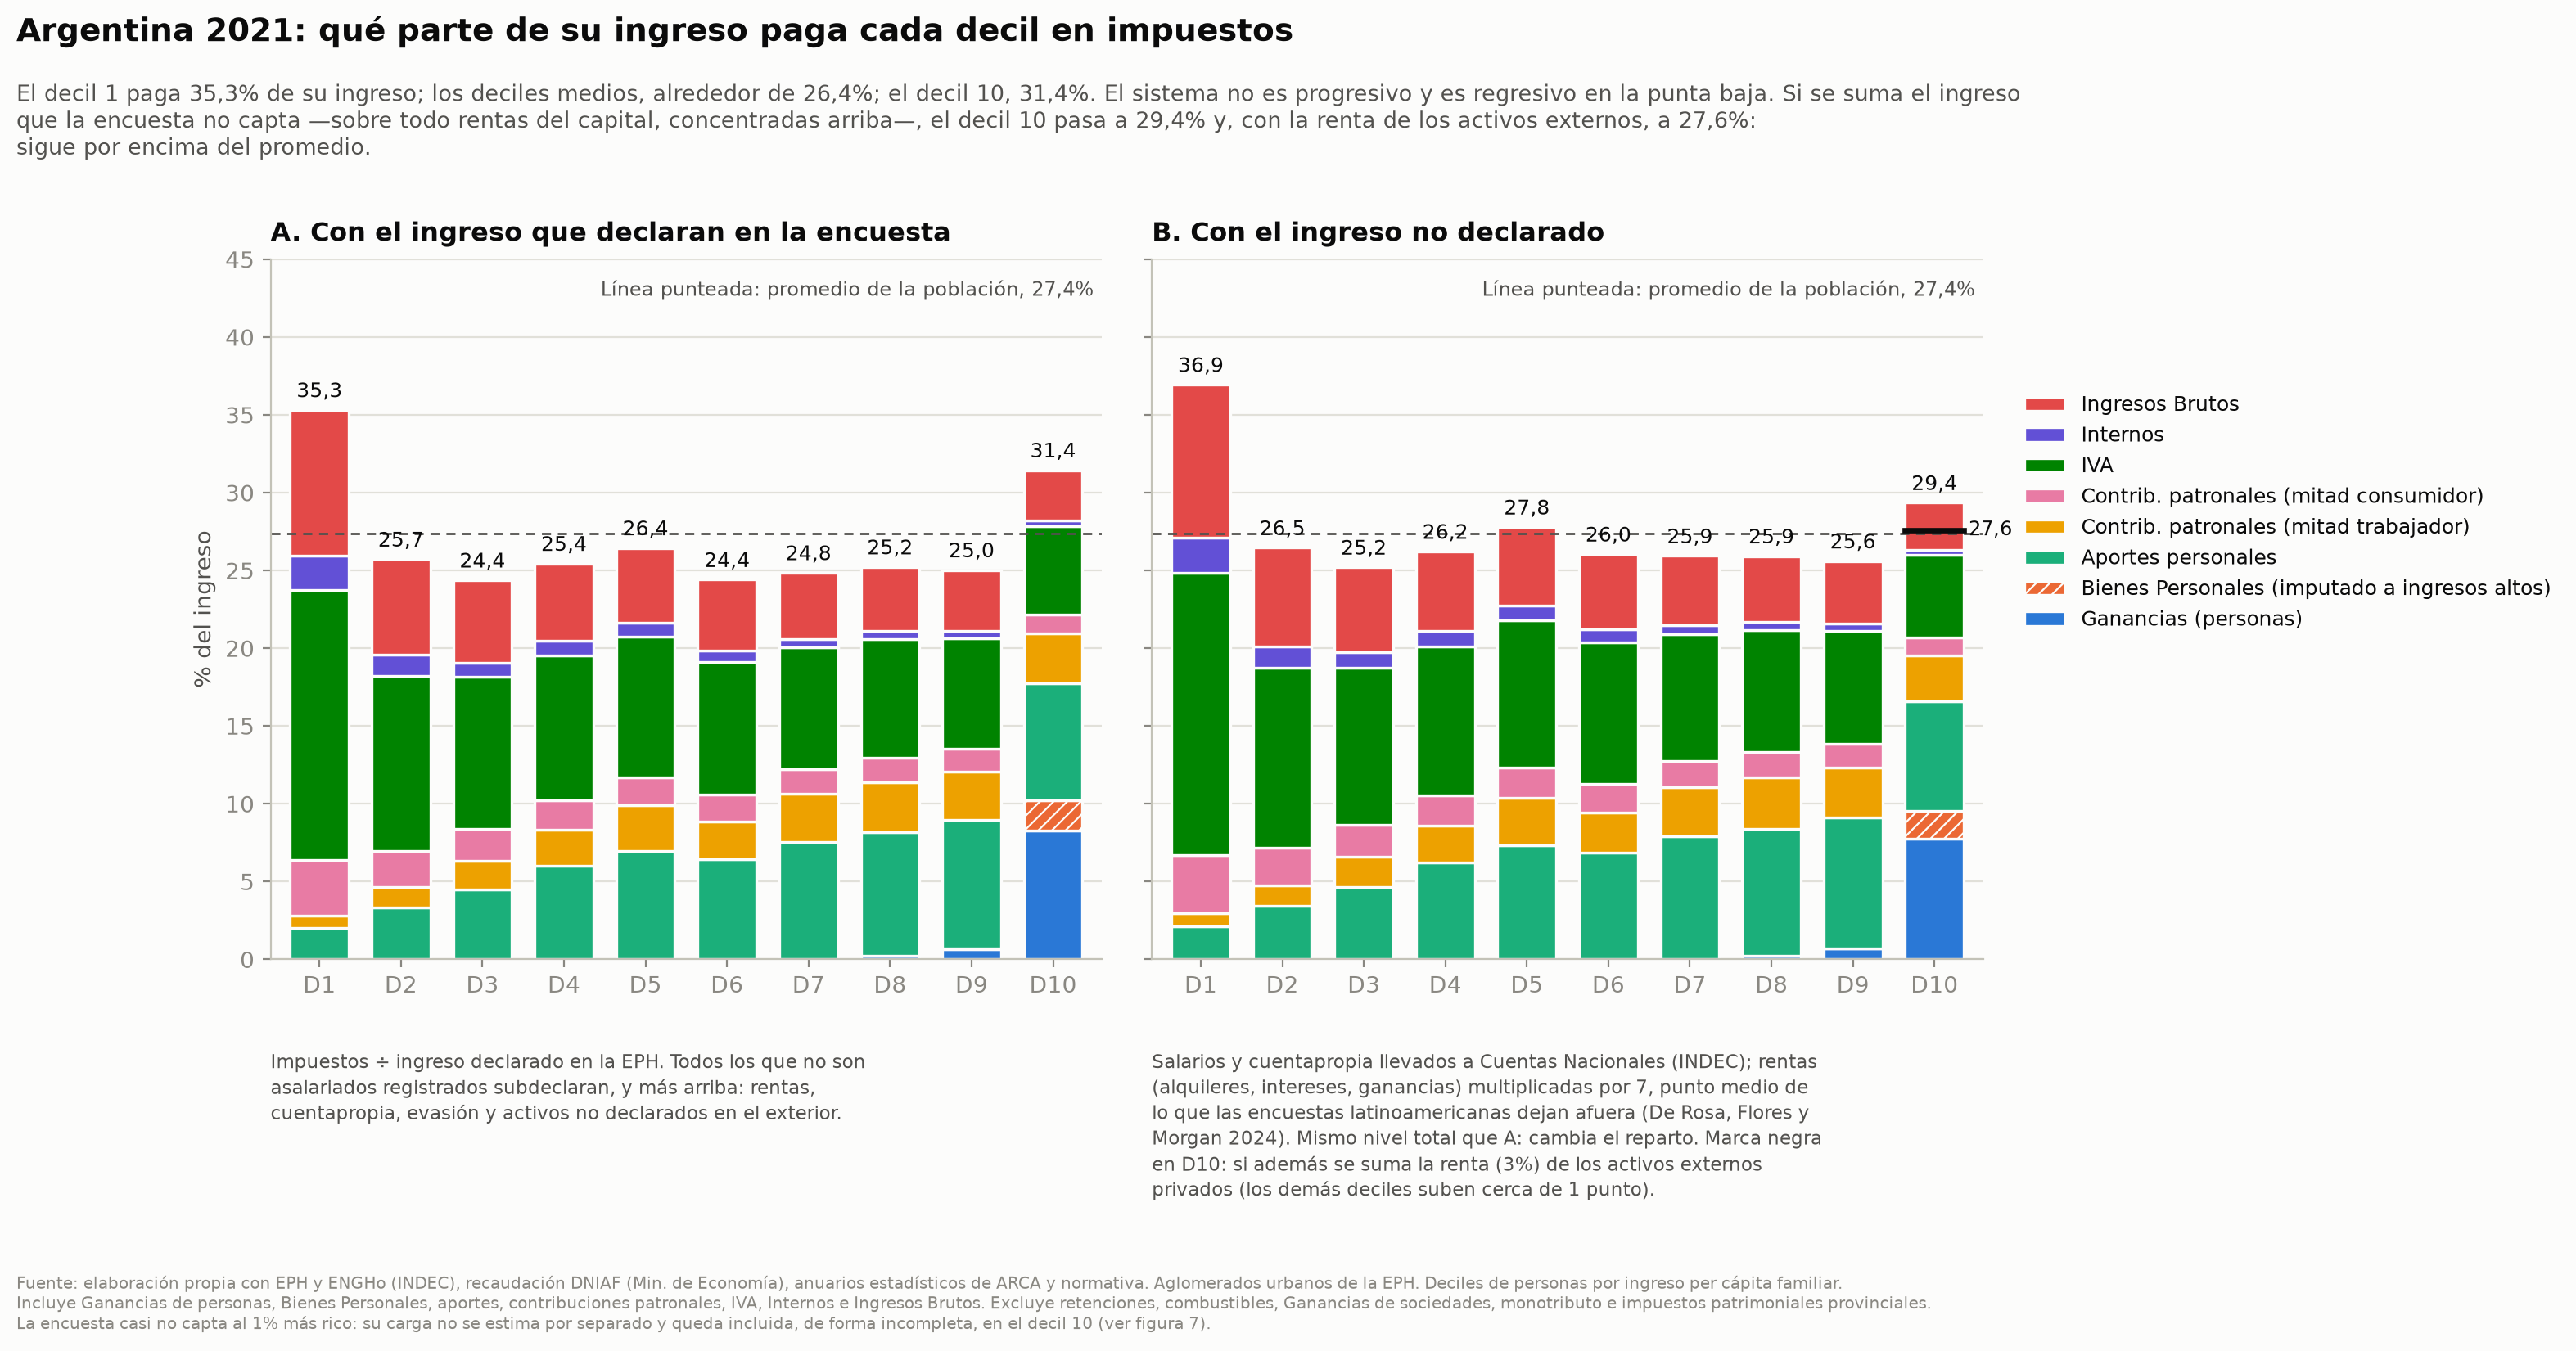 Argentina 2021: qué parte de su ingreso paga cada decil en impuestos
El decil 1 paga 35,3% de su ingreso; los deciles medios, alrededor de 26,4%; el decil 10, 31,4%. El sistema no es progresivo y es regresivo en la punta baja. Si se suma el ingreso
que la encuesta no capta —sobre todo rentas del capital, concentradas arriba—, el decil 10 pasa a 29,4% y, con la renta de los activos externos, a 27,6%:
sigue por encima del promedio.
A. Con el ingreso que declaran en la encuesta
Línea punteada: promedio de la población, 27,4%
% del ingreso
45
40
35
30
25
20
15
10
5
0
35,3
25,7
24,4
25,4
26,4
24,4
24,8
25,2
25,0
31,4
D1 D2 D3 D4 D5 D6 D7 D8 D9 D10
Impuestos ÷ ingreso declarado en la EPH. Todos los que no son
asalariados registrados subdeclaran, y más arriba: rentas,
cuentapropia, evasión y activos no declarados en el exterior.
B. Con el ingreso no declarado
Línea punteada: promedio de la población, 27,4%
36,9
26,5
25,2
26,2
27,8
26,0
25,9
25,9
25,6
29,4
27,6
D1 D2 D3 D4 D5 D6 D7 D8 D9 D10
Salarios y cuentapropia llevados a Cuentas Nacionales (INDEC); rentas
(alquileres, intereses, ganancias) multiplicadas por 7, punto medio de
lo que las encuestas latinoamericanas dejan afuera (De Rosa, Flores y
Morgan 2024). Mismo nivel total que A: cambia el reparto. Marca negra
en D10: si además se suma la renta (3%) de los activos externos
privados (los demás deciles suben cerca de 1 punto).
Ingresos Brutos
Internos
IVA
Contrib. patronales (mitad consumidor)
Contrib. patronales (mitad trabajador)
Aportes personales
Bienes Personales (imputado a ingresos altos)
Ganancias (personas)
Fuente: elaboración propia con EPH y ENGHo (INDEC), recaudación DNIAF (Min. de Economía), anuarios estadísticos de ARCA y normativa. Aglomerados urbanos de la EPH. Deciles de personas por ingreso per cápita familiar.
Incluye Ganancias de personas, Bienes Personales, aportes, contribuciones patronales, IVA, Internos e Ingresos Brutos. Excluye retenciones, combustibles, Ganancias de sociedades, monotributo e impuestos patrimoniales provinciales.
La encuesta casi no capta al 1% más rico: su carga no se estima por separado y queda incluida, de forma incompleta, en el decil 10 (ver figura 7).